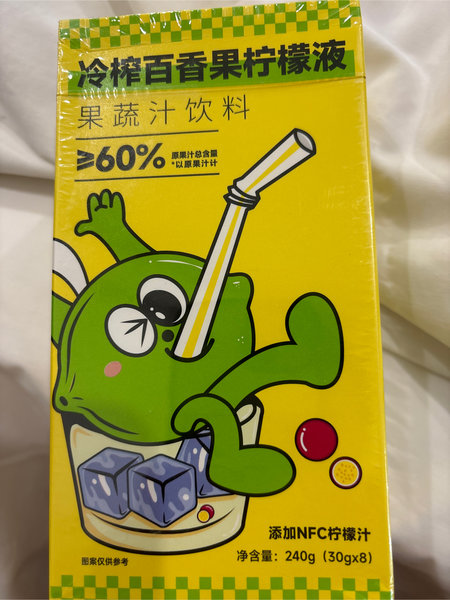 冷榨百香果柠檬液
果蔬汁饮料
≥60% 原果汁总含量
*以原果汁计
添加NFC柠檬汁
净含量：240g（30gx8）
图案仅供参考